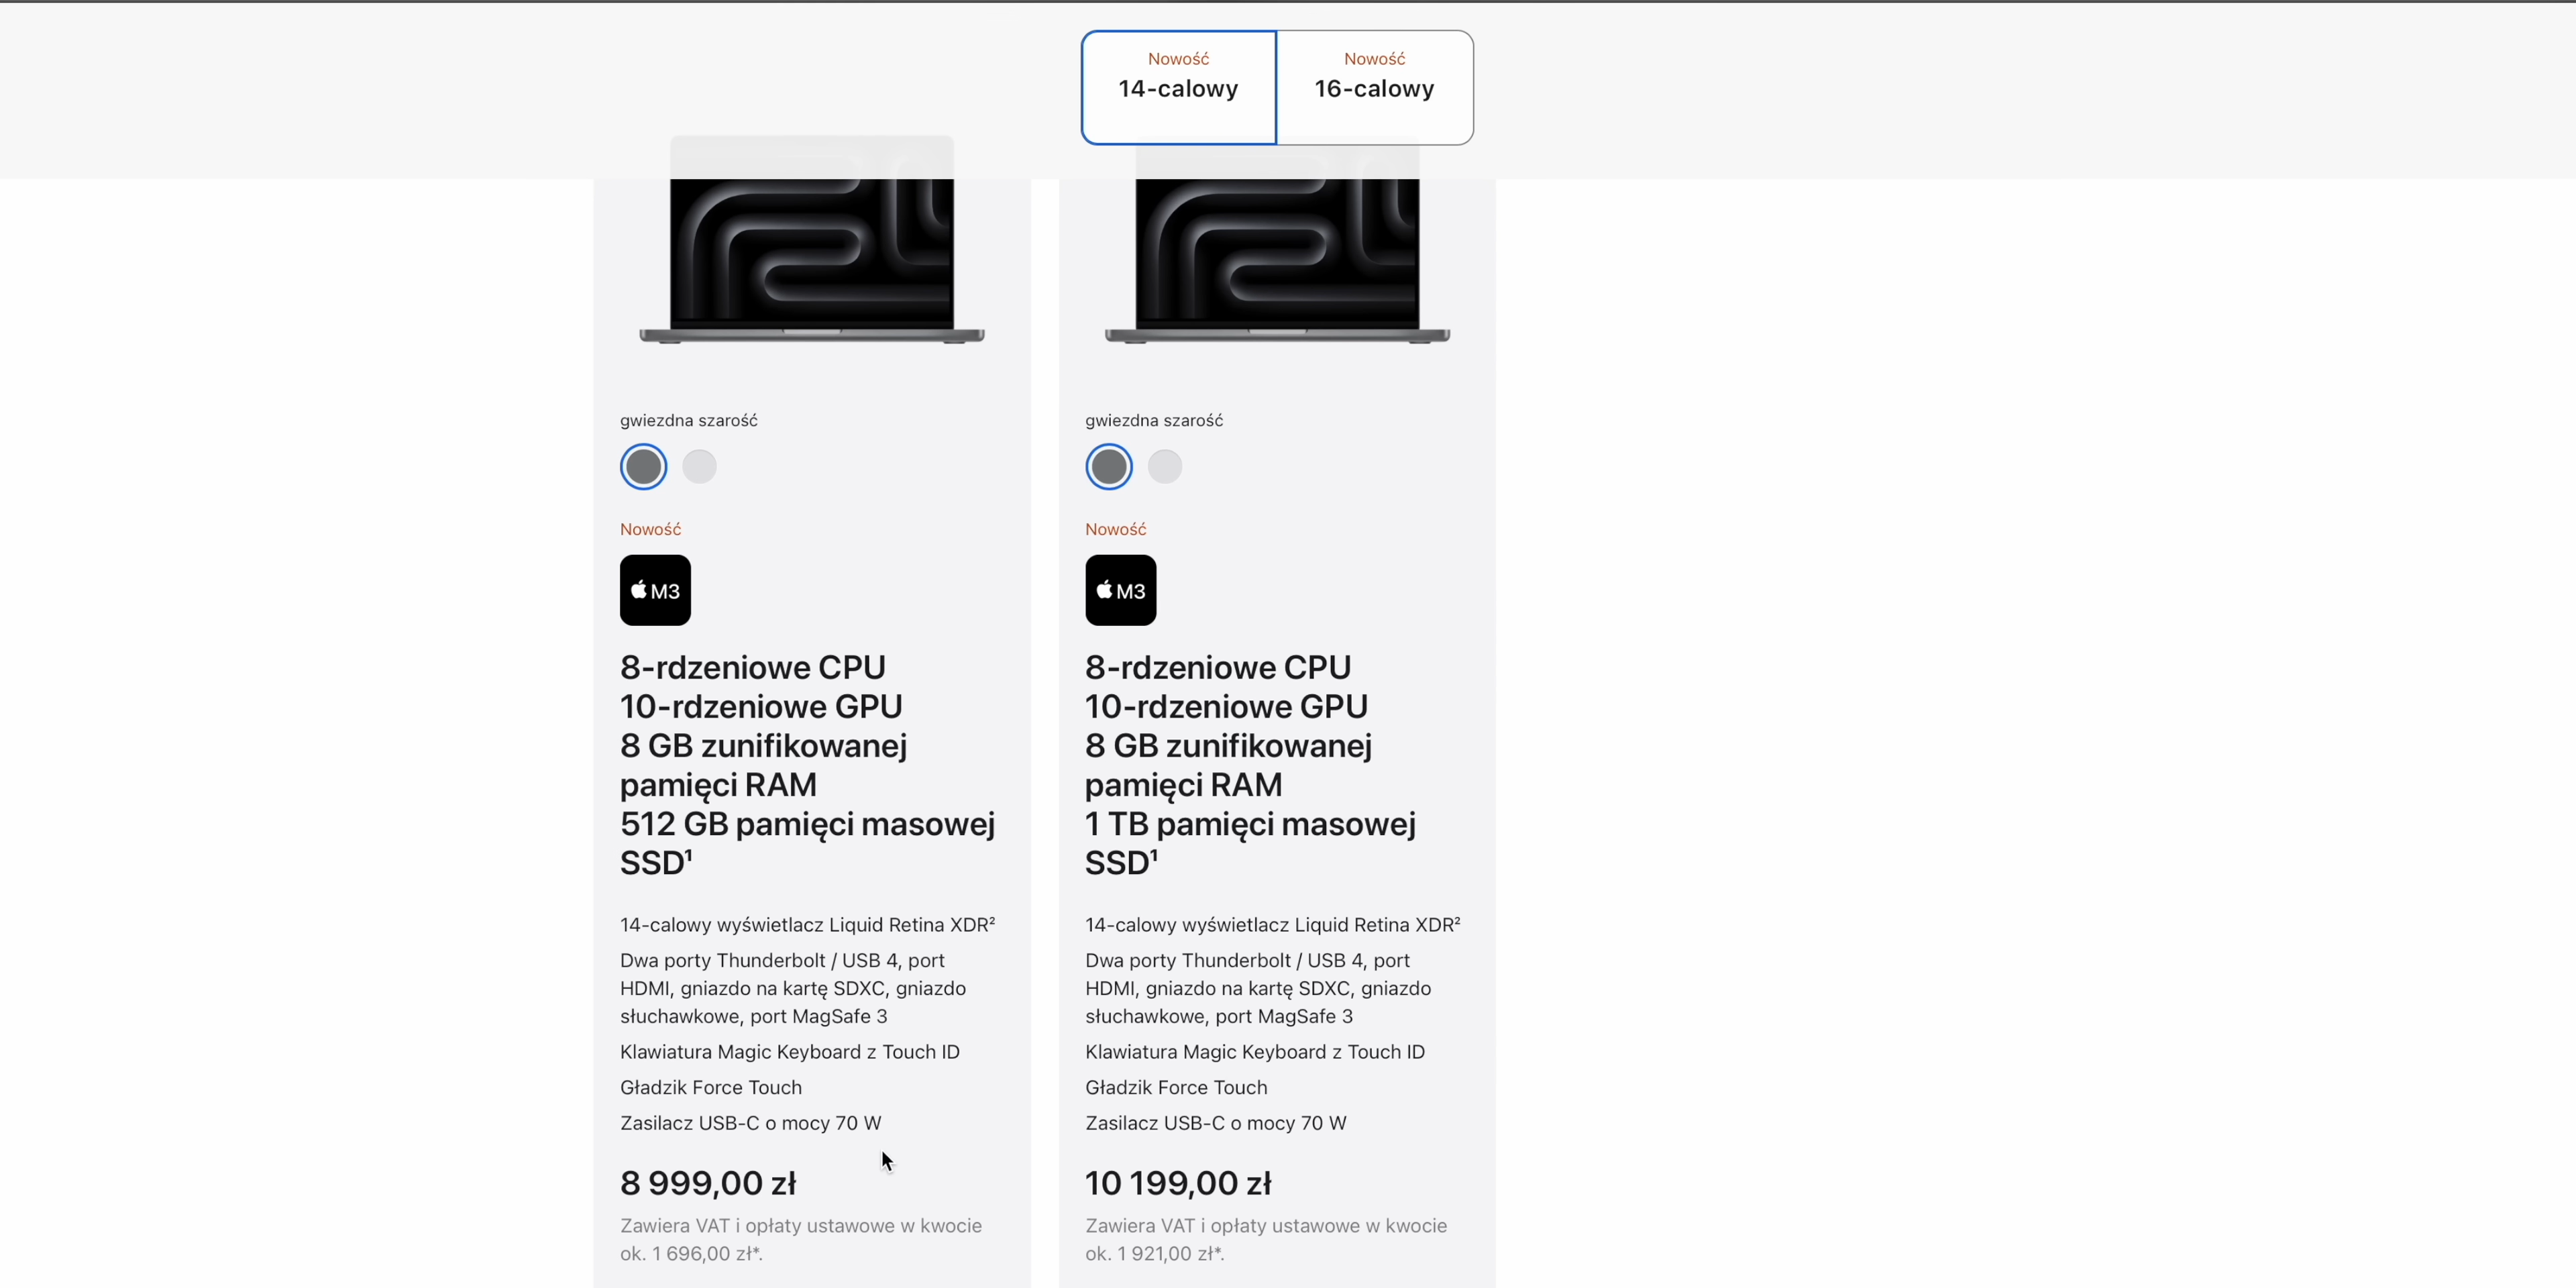 Nowość
14-calowy
Nowość
16-calowy
gwiezdna szarość
Nowość
M3
8-rdzeniowe CPU
10-rdzeniowe GPU
8 GB zunifikowanej
pamięci RAM
512 GB pamięci masowej
SSD¹
14-calowy wyświetlacz Liquid Retina XDR²
Dwa porty Thunderbolt / USB 4, port
HDMI, gniazdo na kartę SDXC, gniazdo
słuchawkowe, port MagSafe 3
Klawiatura Magic Keyboard z Touch ID
Gładzik Force Touch
Zasilacz USB-C o mocy 70 W
8 999,00 zł
Zawiera VAT i opłaty ustawowe w kwocie
ok. 1 696,00 zł*.
gwiezdna szarość
Nowość
M3
8-rdzeniowe CPU
10-rdzeniowe GPU
8 GB zunifikowanej
pamięci RAM
1 TB pamięci masowej
SSD¹
14-calowy wyświetlacz Liquid Retina XDR²
Dwa porty Thunderbolt / USB 4, port
HDMI, gniazdo na kartę SDXC, gniazdo
słuchawkowe, port MagSafe 3
Klawiatura Magic Keyboard z Touch ID
Gładzik Force Touch
Zasilacz USB-C o mocy 70 W
10 199,00 zł
Zawiera VAT i opłaty ustawowe w kwocie
ok. 1 921,00 zł*.